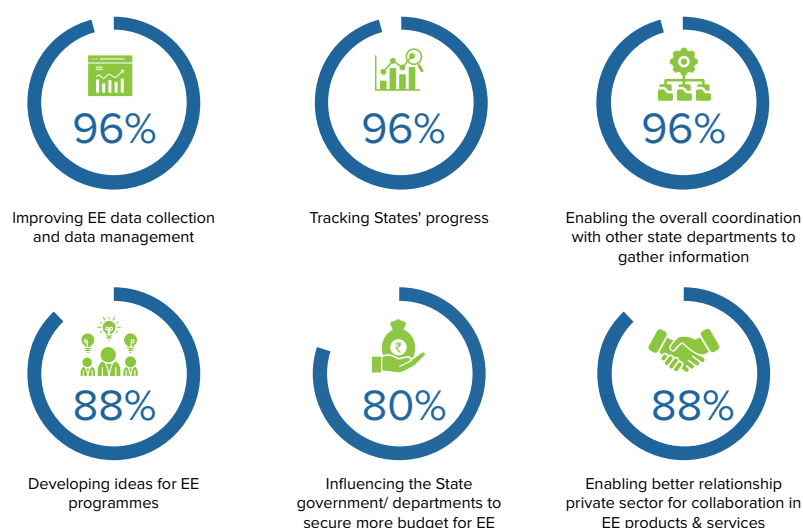 96%
Improving EE data collection
and data management
96%
Tracking States' progress
96%
Enabling the overall coordination
with other state departments to
gather information
88%
Developing ideas for EE
programmes
₹
80%
Influencing the State
government/ departments to
secure more budget for EE
88%
Enabling better relationship
private sector for collaboration in
EE products & services